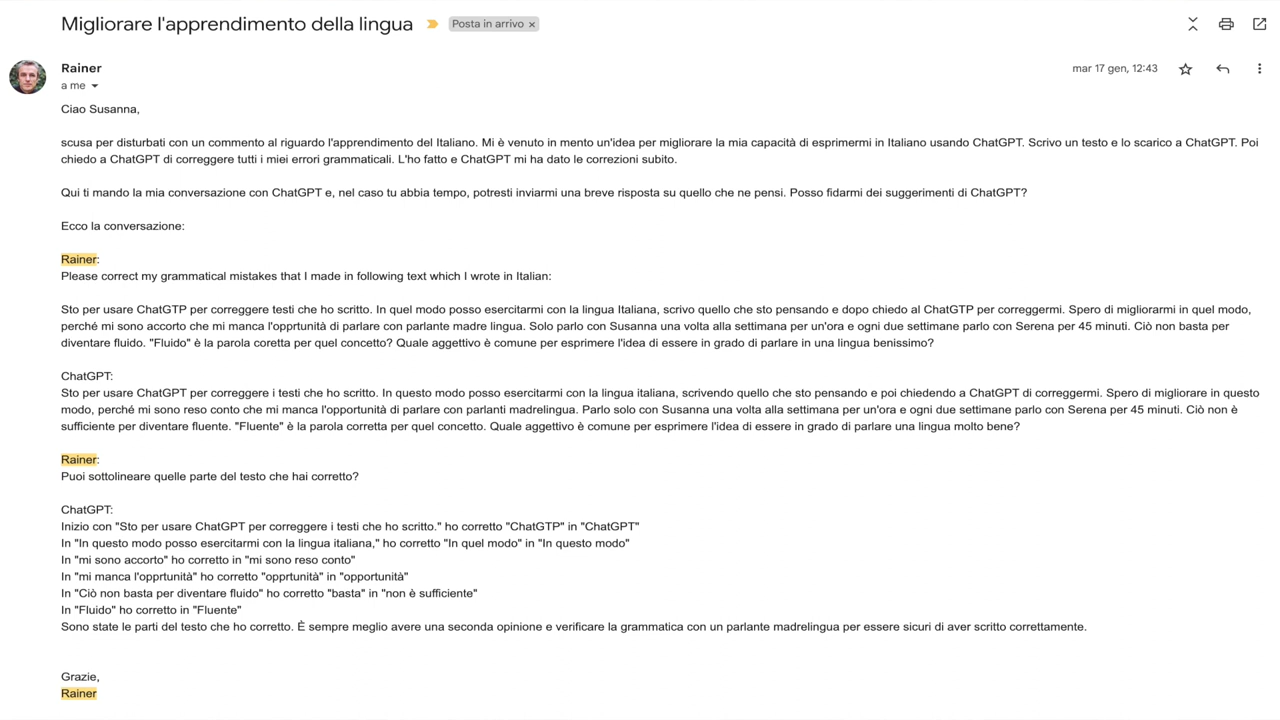 Migliorare l'apprendimento della lingua
Posta in arrivo ×
Rainer
mar 17 gen, 12:43
a me
Ciao Susanna,
scusa per disturbati con un commento al riguardo l'apprendimento del Italiano. Mi è venuto in mento un'idea per migliorare la mia capacità di esprimermi in Italiano usando ChatGPT. Scrivo un testo e lo scarico a ChatGPT. Poi
chiedo a ChatGPT di correggere tutti i miei errori grammaticali. L'ho fatto e ChatGPT mi ha dato le correzioni subito.
Qui ti mando la mia conversazione con ChatGPT e, nel caso tu abbia tempo, potresti inviarmi una breve risposta su quello che ne pensi. Posso fidarmi dei suggerimenti di ChatGPT?
Ecco la conversazione:
Rainer:
Please correct my grammatical mistakes that I made in following text which I wrote in Italian:
Sto per usare ChatGTP per correggere testi che ho scritto. In quel modo posso esercitarmi con la lingua Italiana, scrivo quello che sto pensando e dopo chiedo al ChatGTP per correggermi. Spero di migliorarmi in quel modo,
perché mi sono accorto che mi manca l'opprtunità di parlare con parlante madre lingua. Solo parlo con Susanna una volta alla settimana per un'ora e ogni due settimane parlo con Serena per 45 minuti. Ciò non basta per
diventare fluido. "Fluido" è la parola coretta per quel concetto? Quale aggettivo è comune per esprimere l'idea di essere in grado di parlare in una lingua benissimo?
ChatGPT:
Sto per usare ChatGPT per correggere i testi che ho scritto. In questo modo posso esercitarmi con la lingua italiana, scrivendo quello che sto pensando e poi chiedendo a ChatGPT di correggermi. Spero di migliorare in questo
modo, perché mi sono reso conto che mi manca l'opportunità di parlare con parlanti madrelingua. Parlo solo con Susanna una volta alla settimana per un'ora e ogni due settimane parlo con Serena per 45 minuti. Ciò non è
sufficiente per diventare fluente. "Fluente" è la parola corretta per quel concetto. Quale aggettivo è comune per esprimere l'idea di essere in grado di parlare una lingua molto bene?
Rainer:
Puoi sottolineare quelle parte del testo che hai corretto?
ChatGPT:
Inizio con "Sto per usare ChatGPT per correggere i testi che ho scritto." ho corretto "ChatGTP" in "ChatGPT"
In "In questo modo posso esercitarmi con la lingua italiana," ho corretto "In quel modo" in "In questo modo"
In "mi sono accorto" ho corretto in "mi sono reso conto"
In "mi manca l'opprtunità" ho corretto "opprtunità" in "opportunità"
In "Ciò non basta per diventare fluido" ho corretto "basta" in "non è sufficiente"
In "Fluido" ho corretto in "Fluente"
Sono state le parti del testo che ho corretto. È sempre meglio avere una seconda opinione e verificare la grammatica con un parlante madrelingua per essere sicuri di aver scritto correttamente.
Grazie,
Rainer